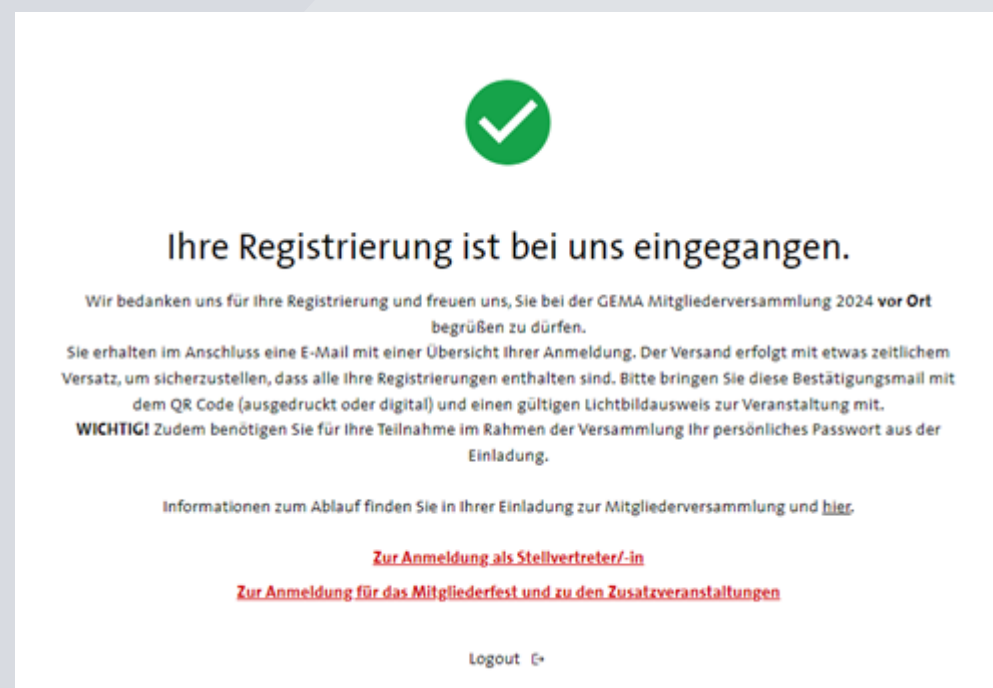 Ihre Registrierung ist bei uns eingegangen.
Wir bedanken uns für Ihre Registrierung und freuen uns, Sie bei der GEMA Mitgliederversammlung 2024 vor Ort
begrüßen zu dürfen.
Sie erhalten im Anschluss eine E-Mail mit einer Übersicht Ihrer Anmeldung. Der Versand erfolgt mit etwas zeitlichem
Versatz, um sicherzustellen, dass alle Ihre Registrierungen enthalten sind. Bitte bringen Sie diese Bestätigungsmail mit
dem QR Code (ausgedruckt oder digital) und einen gültigen Lichtbildausweis zur Veranstaltung mit.
WICHTIG! Zudem benötigen Sie für Ihre Teilnahme im Rahmen der Versammlung Ihr persönliches Passwort aus der
Einladung.
Informationen zum Ablauf finden Sie in Ihrer Einladung zur Mitgliederversammlung und hier.
Zur Anmeldung als Stellvertreter/-in
Zur Anmeldung für das Mitgliederfest und zu den Zusatzveranstaltungen
Logout